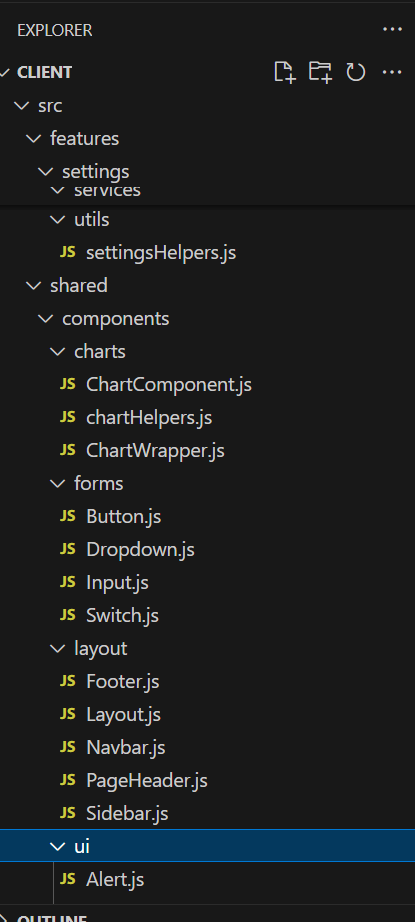 EXPLORER
CLIENT
src
features
settings
services
utils
JS settingsHelpers.js
shared
components
charts
JS ChartComponent.js
JS chartHelpers.js
JS ChartWrapper.js
forms
JS Button.js
JS Dropdown.js
JS Input.js
JS Switch.js
layout
JS Footer.js
JS Layout.js
JS Navbar.js
JS PageHeader.js
JS Sidebar.js
ui
JS Alert.js
OUTLINE